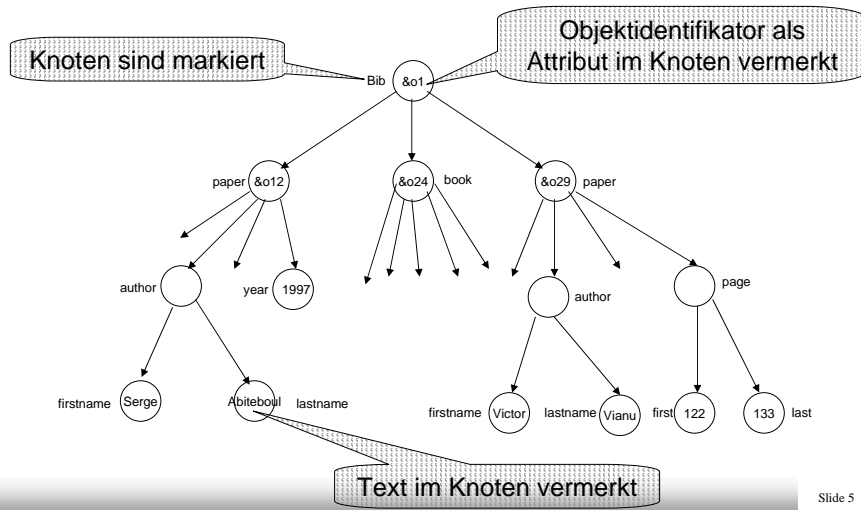 Knoten sind markiert
Objektidentifikator als
Attribut im Knoten vermerkt
Bib
&o1
paper
&o12
&o24
book
&o29
paper
author
year
1997
author
page
firstname
Serge
Abiteboul
lastname
firstname
Victor
lastname
Vianu
first
122
133
last
Text im Knoten vermerkt
Slide 5